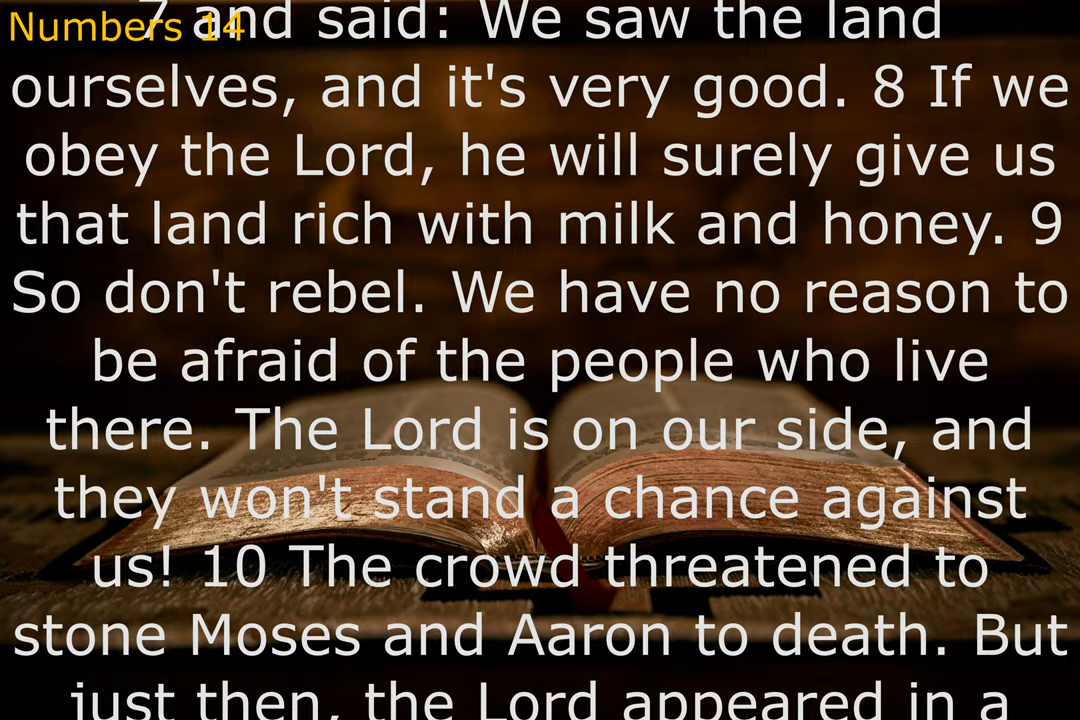 Numbers 14
7 and said: We saw the land
ourselves, and it's very good. 8 If we
obey the Lord, he will surely give us
that land rich with milk and honey. 9
So don't rebel. We have no reason to
be afraid of the people who live
there. The Lord is on our side, and
they won't stand a chance against
us! 10 The crowd threatened to
stone Moses and Aaron to death. But
just then, the Lord appeared in a